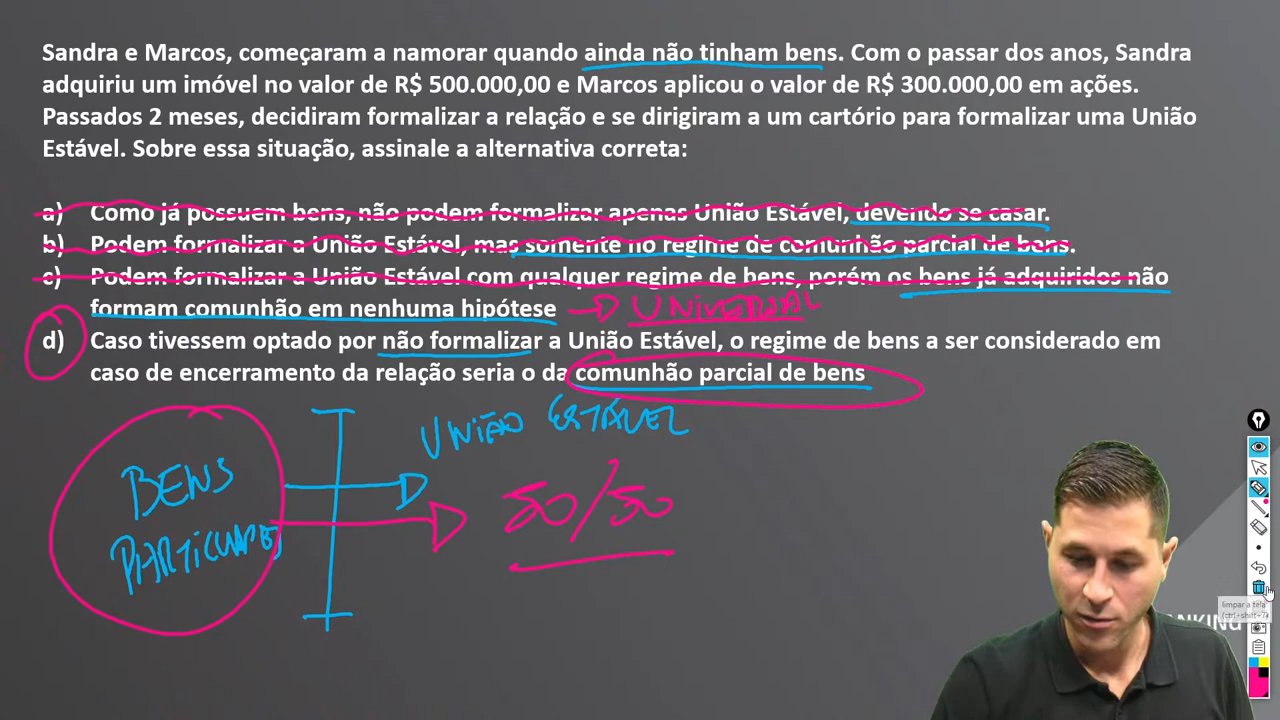 Sandra e Marcos, começaram a namorar quando ainda não tinham bens. Com o passar dos anos, Sandra
adquiriu um imóvel no valor de R$ 500.000,00 e Marcos aplicou o valor de R$ 300.000,00 em ações.
Passados 2 meses, decidiram formalizar a relação e se dirigiram a um cartório para formalizar uma União
Estável. Sobre essa situação, assinale a alternativa correta:
a) Como já possuem bens, não podem formalizar apenas União Estável, devendo se casar.
b) Podem formalizar a União Estável, mas somente no regime de comunhão parcial de bens.
c) Podem formalizar a União Estável com qualquer regime de bens, porém os bens já adquiridos não
formam comunhão em nenhuma hipótese UNIVERSAL
d) Caso tivessem optado por não formalizar a União Estável, o regime de bens a ser considerado em
caso de encerramento da relação seria o da comunhão parcial de bens
UNIÃO ESTÁVEL
BENS
50/50
PARTICULARES
limpar a tela
(ctrl+shift+7)
ANKING